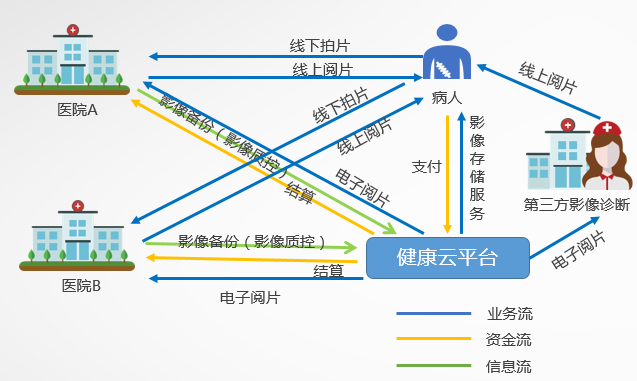 线下拍片
线上阅片
医院A
病人
线上阅片
影像备份（影像质控）
线下拍片
线上阅片
影像存储服务
支付
电子阅片
结算
第三方影像诊断
影像备份（影像质控）
健康云平台
电子阅片
结算
医院B
电子阅片
业务流
资金流
信息流